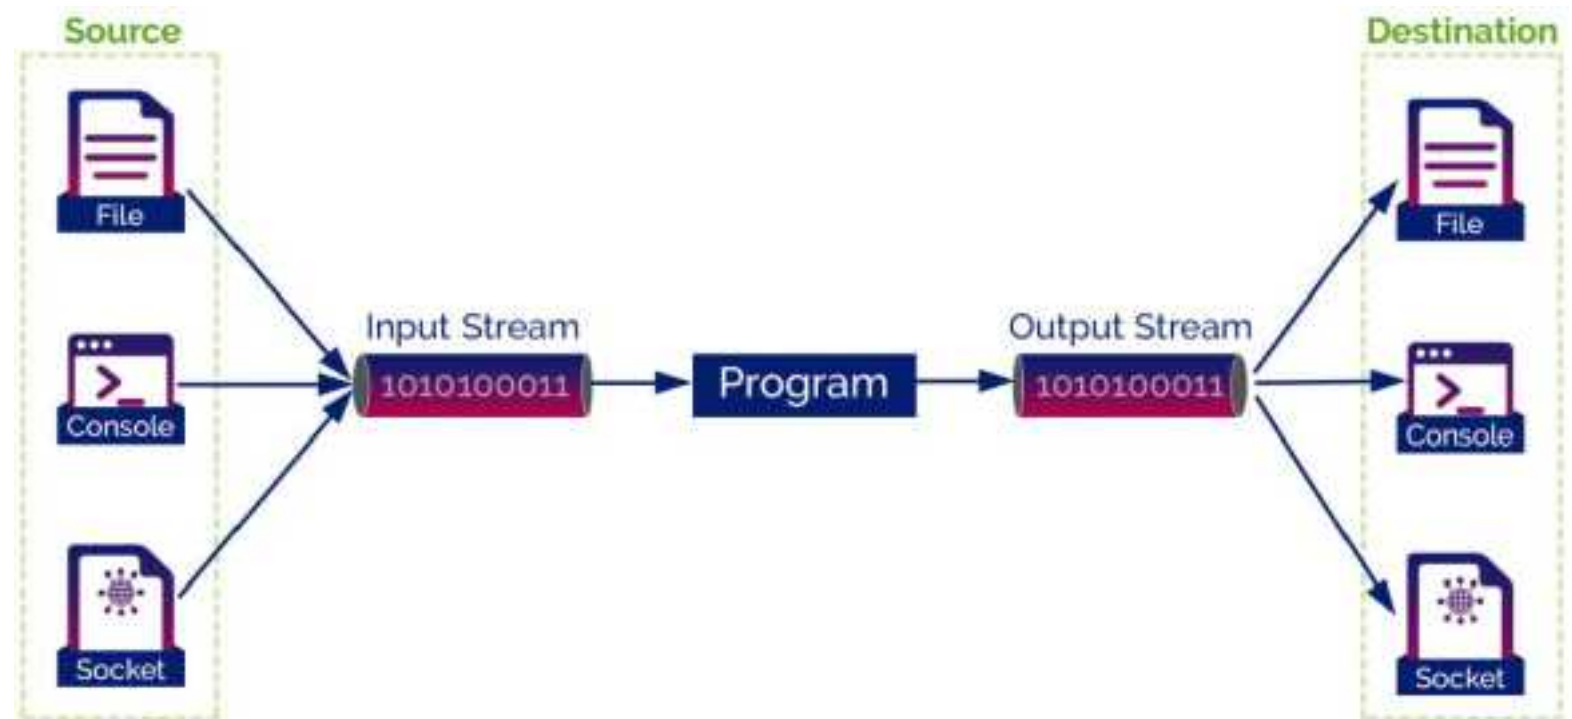 Source
File
Console
Socket
Input Stream
1010100011
Program
Output Stream
1010100011
Destination
File
Console
Socket